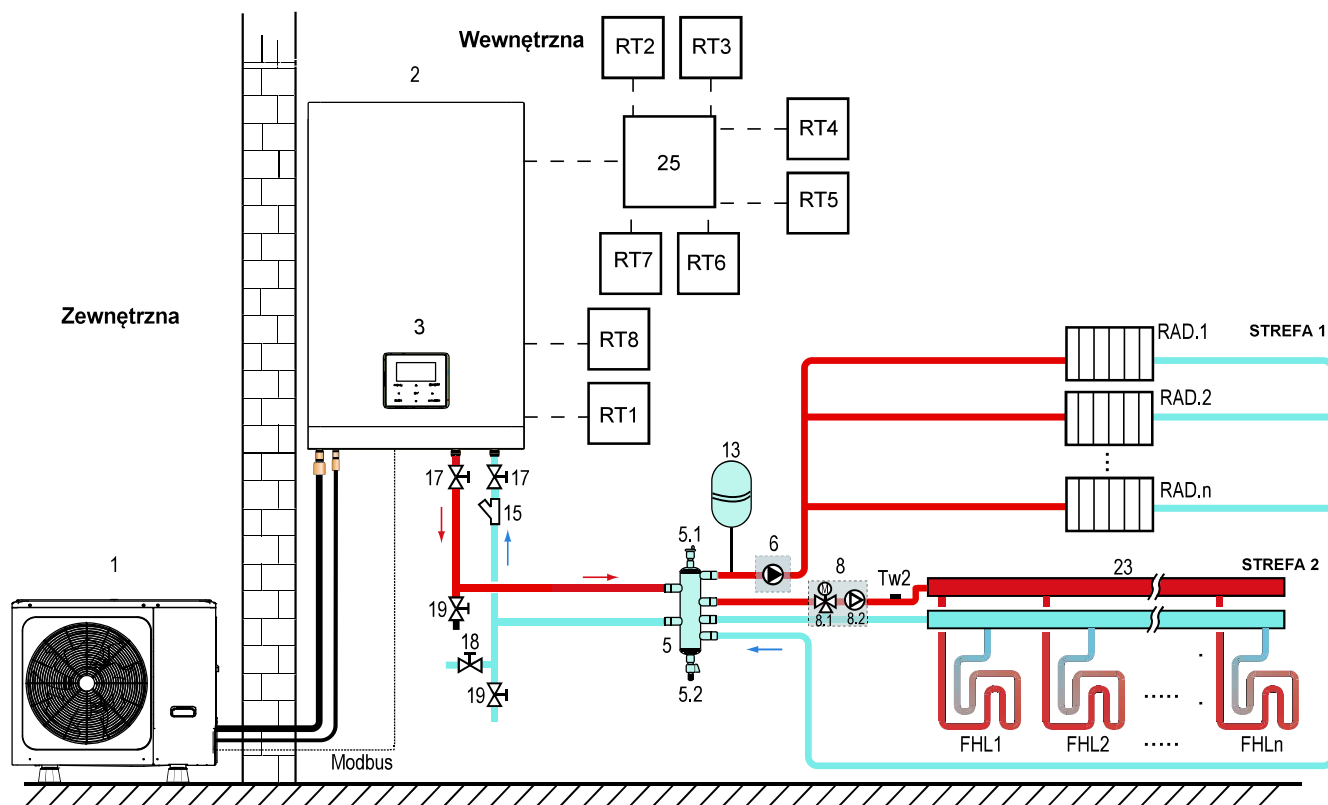 Wewnętrzna
RT2
RT3
2
RT4
25
RT5
RT7
RT6
Zewnętrzna
3
RT8
RT1
RAD.1
STREFA 1
RAD.2
13
17
17
RAD.n
15
5.1
6
1
8
Tw2
23
STREFA 2
M
19
8.1
8.2
18
5
5.2
19
FHL1
FHL2
.....
FHLn
Modbus